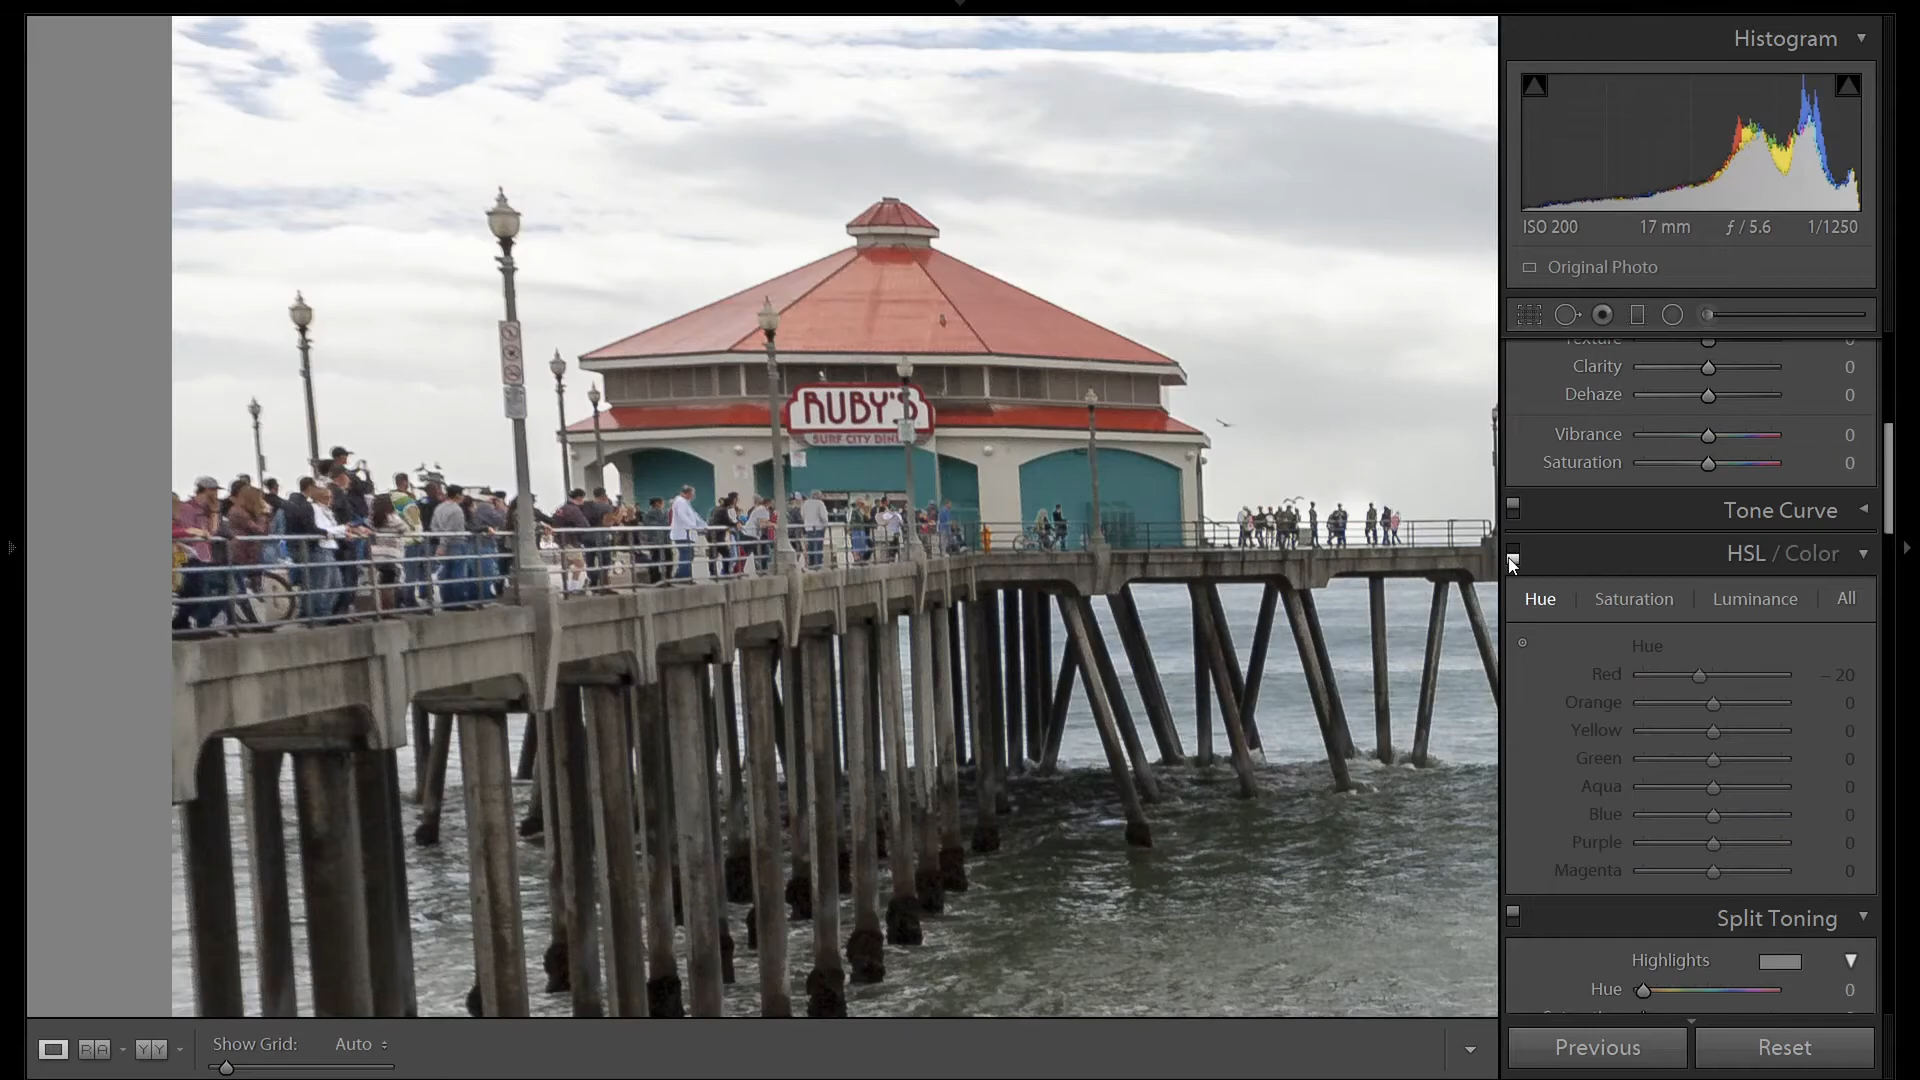 Histogram
ISO 200 17 mm ƒ / 5.6 1/1250
Original Photo
Texture 0
Clarity 0
Dehaze 0
Vibrance 0
Saturation 0
Tone Curve
HSL / Color
Hue Saturation Luminance All
Hue
Red – 20
Orange 0
Yellow 0
Green 0
Aqua 0
Blue 0
Purple 0
Magenta 0
Split Toning
Highlights
Hue 0
Previous Reset
RUBY'S
SURF CITY DINER
R A Y Y Show Grid: Auto